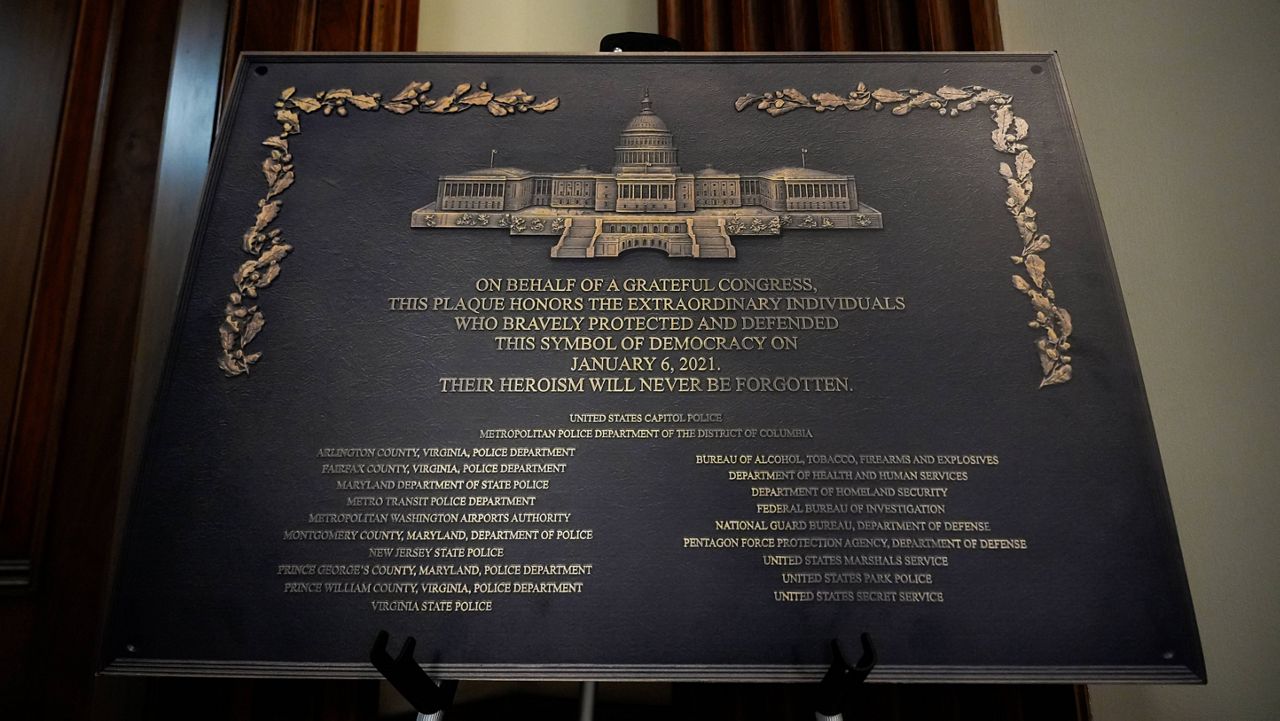 ON BEHALF OF A GRATEFUL CONGRESS,
THIS PLAQUE HONORS THE EXTRAORDINARY INDIVIDUALS
WHO BRAVELY PROTECTED AND DEFENDED
THIS SYMBOL OF DEMOCRACY ON
JANUARY 6, 2021.
THEIR HEROISM WILL NEVER BE FORGOTTEN.
UNITED STATES CAPITOL POLICE
METROPOLITAN POLICE DEPARTMENT OF THE DISTRICT OF COLUMBIA
ARLINGTON COUNTY, VIRGINIA, POLICE DEPARTMENT
FAIRFAX COUNTY, VIRGINIA, POLICE DEPARTMENT
MARYLAND DEPARTMENT OF STATE POLICE
METRO TRANSIT POLICE DEPARTMENT
METROPOLITAN WASHINGTON AIRPORTS AUTHORITY
MONTGOMERY COUNTY, MARYLAND, DEPARTMENT OF POLICE
NEW JERSEY STATE POLICE
PRINCE GEORGE'S COUNTY, MARYLAND, POLICE DEPARTMENT
PRINCE WILLIAM COUNTY, VIRGINIA, POLICE DEPARTMENT
VIRGINIA STATE POLICE
BUREAU OF ALCOHOL, TOBACCO, FIREARMS AND EXPLOSIVES
DEPARTMENT OF HEALTH AND HUMAN SERVICES
DEPARTMENT OF HOMELAND SECURITY
FEDERAL BUREAU OF INVESTIGATION
NATIONAL GUARD BUREAU, DEPARTMENT OF DEFENSE
PENTAGON FORCE PROTECTION AGENCY, DEPARTMENT OF DEFENSE
UNITED STATES MARSHALS SERVICE
UNITED STATES PARK POLICE
UNITED STATES SECRET SERVICE